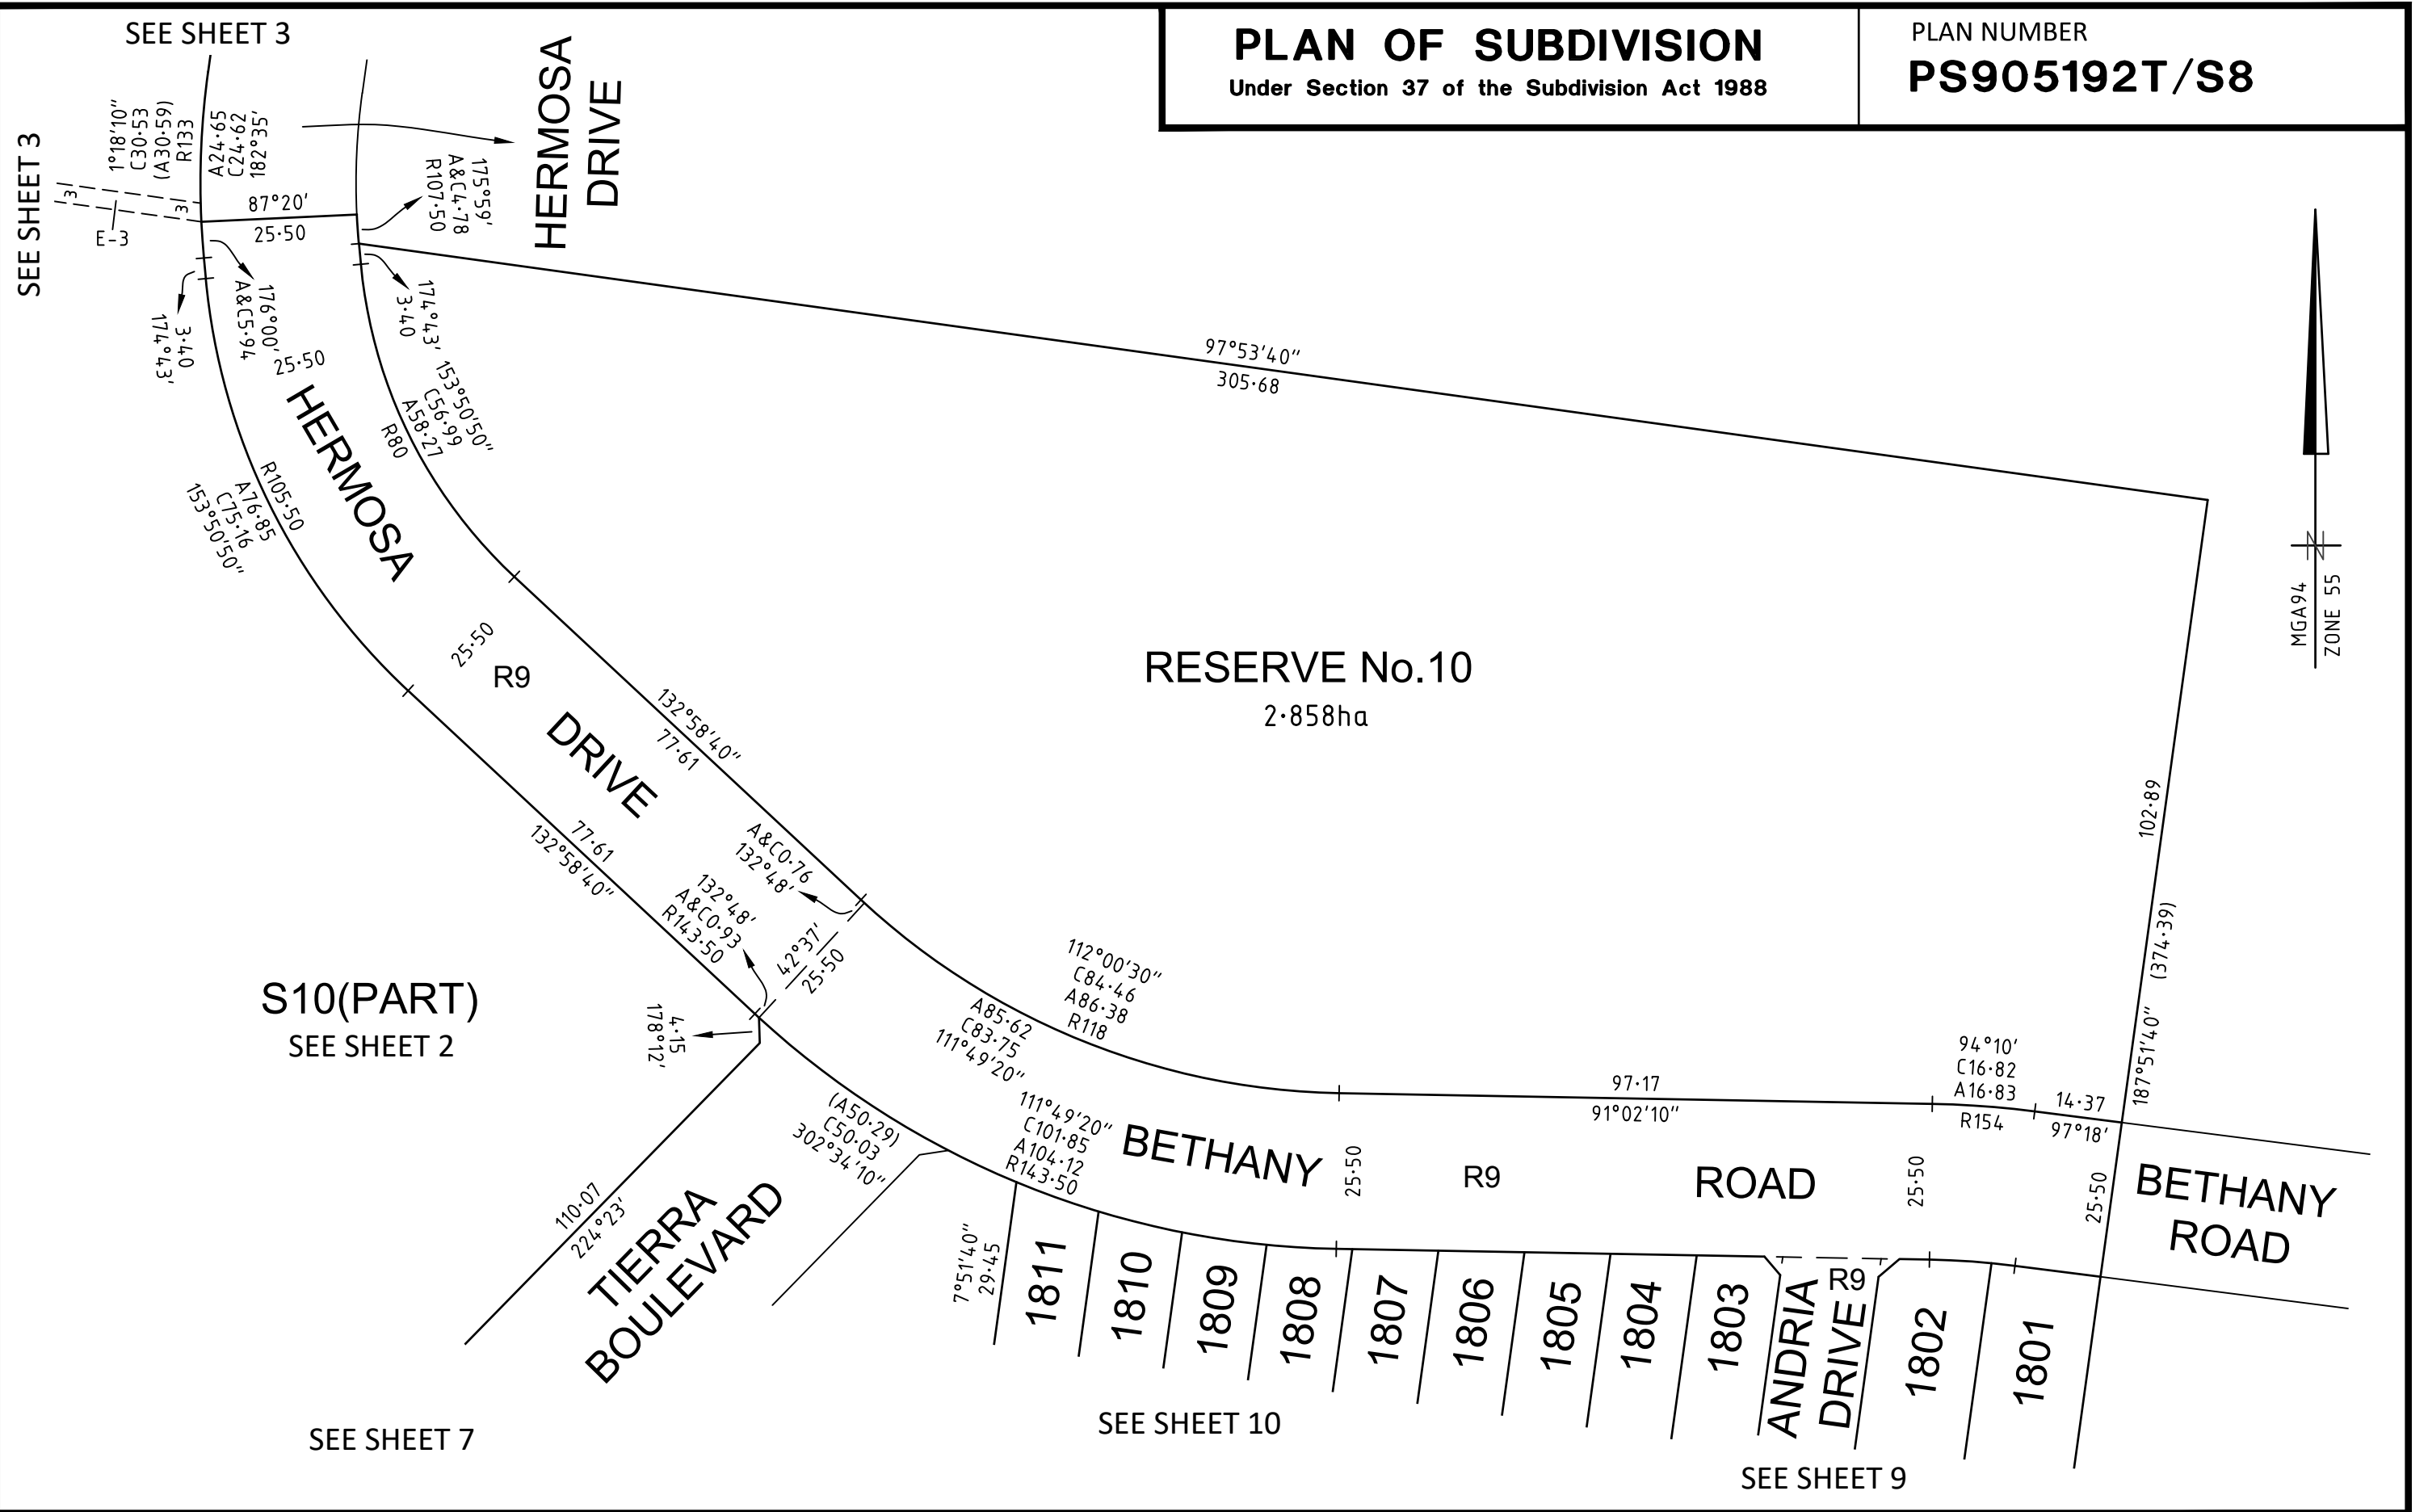 SEE SHEET 3
PLAN OF SUBDIVISION
Under Section 37 of the Subdivision Act 1988
PLAN NUMBER
PS905192T/S8
SEE SHEET 3
1°18'10"
C30·53
(A30·59)
R133
A24·65
C24·62
182°35'
HERMOSA
DRIVE
175°59'
A&C4·78
R107·50
3
3
E-3
87°20'
25·50
176°00'
A&C5·94
3·40
174°43'
174°43'
3·40
25·50
HERMOSA
153°50'50"
C56·99
A58·27
R80
97°53'40"
305·68
R105·50
A76·85
C75·16
153°50'50"
25·50
R9
DRIVE
132°58'40"
77·61
RESERVE No.10
2·858ha
N
MGA94
ZONE 55
77·61
132°58'40"
A&C0·76
132°48'
132°48'
A&C0·93
R143·50
42°37'
25·50
102·89
(374·39)
187°51'40"
S10(PART)
SEE SHEET 2
4·15
178°12'
112°00'30"
C84·46
A86·38
R118
A85·62
C83·75
111°49'20"
97·17
91°02'10"
94°10'
C16·82
A16·83
R154
14·37
97°18'
(A50·29)
C50·03
302°34'10"
111°49'20"
C101·85
A104·12
R143·50
BETHANY
25·50
R9
ROAD
25·50
25·50
BETHANY
ROAD
110·07
224°23'
TIERRA
BOULEVARD
7°51'40"
29·45
1811
1810
1809
1808
1807
1806
1805
1804
1803
ANDRIA
DRIVE
R9
1802
1801
SEE SHEET 7
SEE SHEET 10
SEE SHEET 9